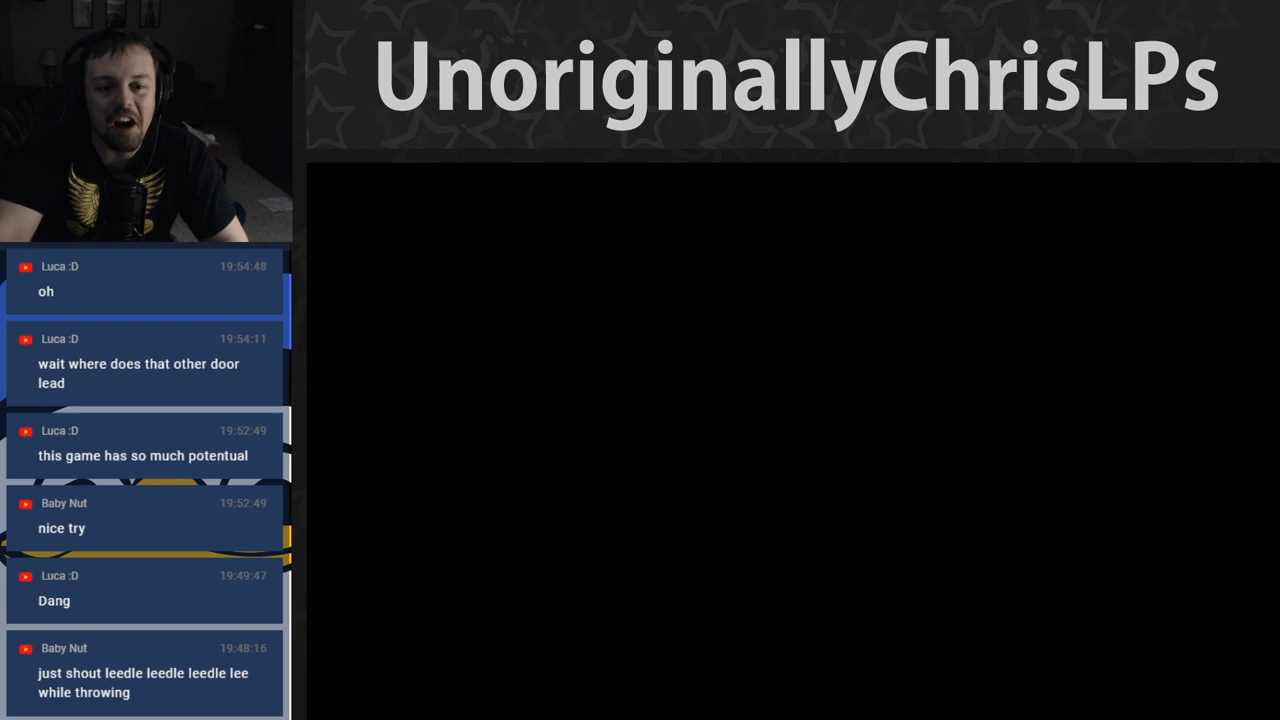 UnoriginallyChrisLPs
Luca :D 19:54:48
oh
Luca :D 19:54:11
wait where does that other door
lead
Luca :D 19:52:49
this game has so much potentual
Baby Nut 19:52:49
nice try
Luca :D 19:49:47
Dang
Baby Nut 19:48:16
just shout leedle leedle leedle lee
while throwing